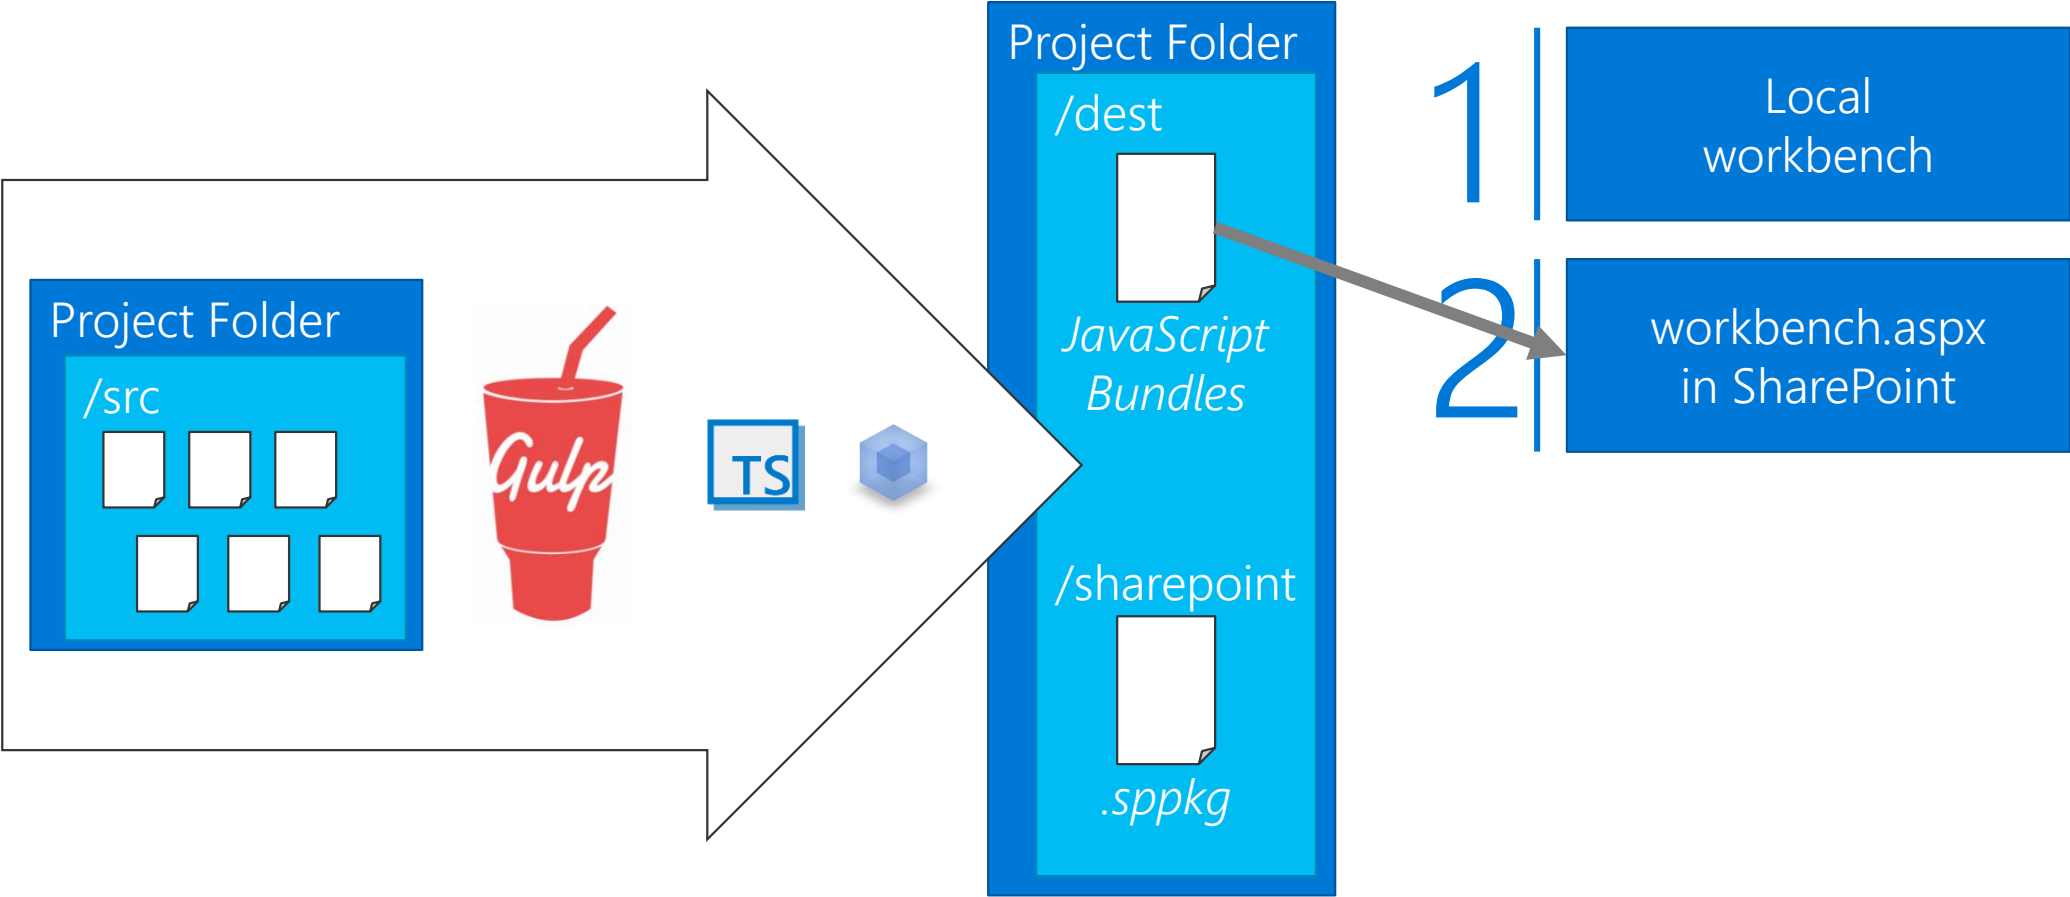 Project Folder
/src
Gulp
TS
Project Folder
/dest
JavaScript
Bundles
/sharepoint
.sppkg
1
Local
workbench
2
workbench.aspx
in SharePoint